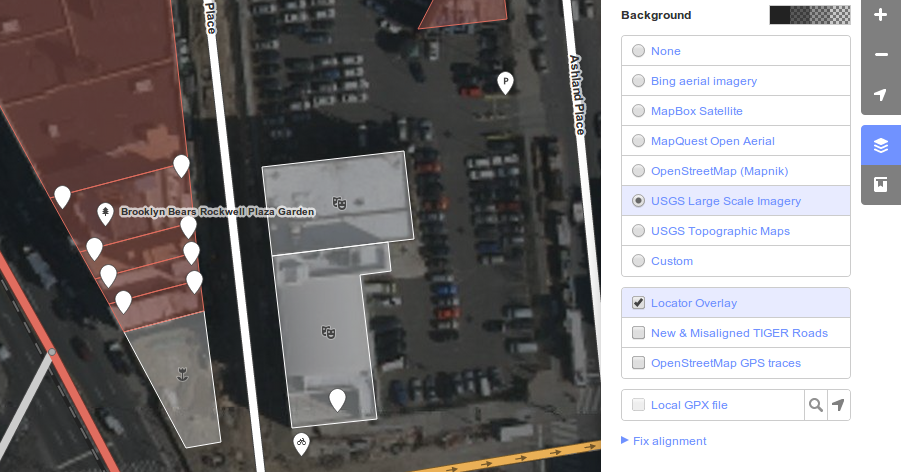 Place
Ashland Place
P
Brooklyn Bears Rockwell Plaza Garden
Background
None
Bing aerial imagery
MapBox Satellite
MapQuest Open Aerial
OpenStreetMap (Mapnik)
USGS Large Scale Imagery
USGS Topographic Maps
Custom
Locator Overlay
New & Misaligned TIGER Roads
OpenStreetMap GPS traces
Local GPX file
Fix alignment